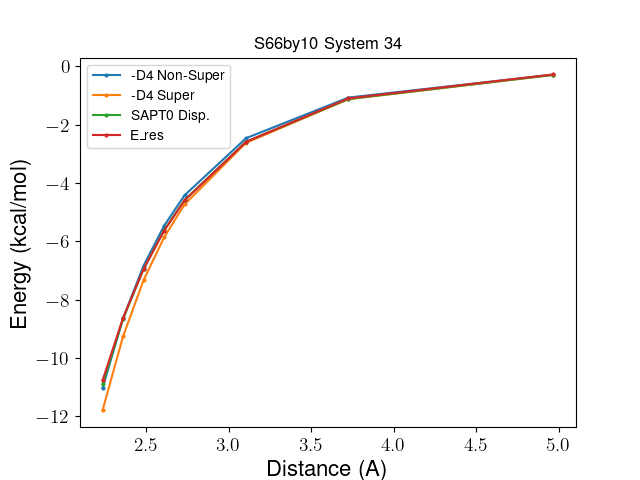 S66by10 System 34
-D4 Non-Super
-D4 Super
SAPT0 Disp.
E_res
Energy (kcal/mol)
0
−2
−4
−6
−8
−10
−12
2.5 3.0 3.5 4.0 4.5 5.0
Distance (A)